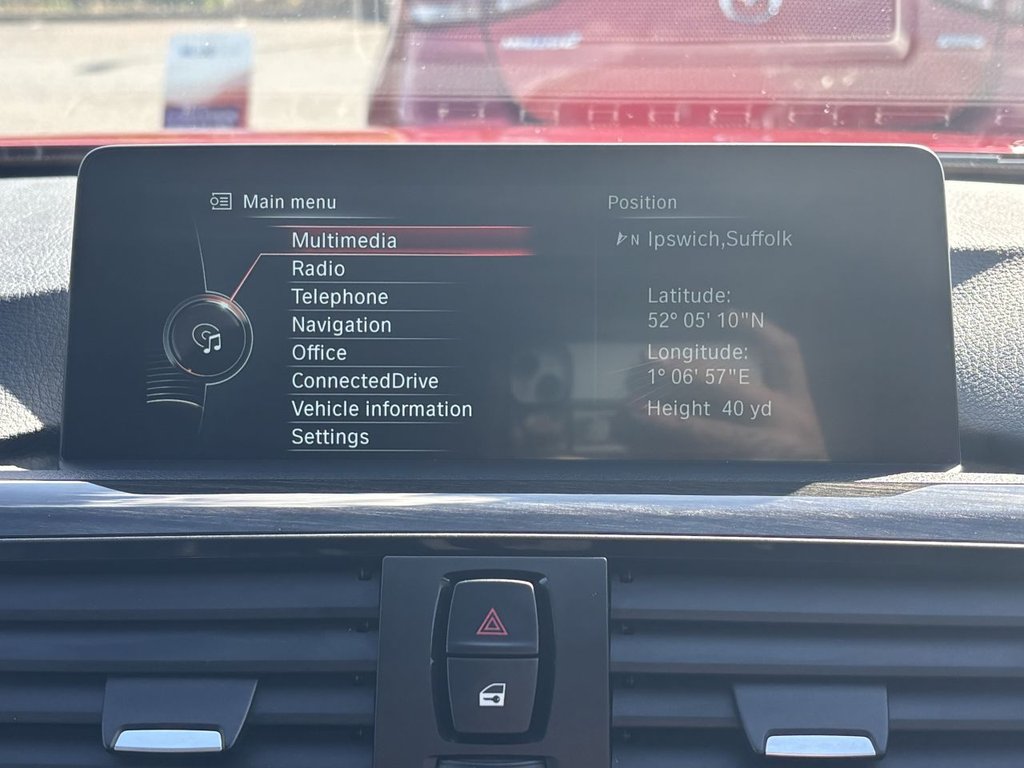 Main menu
Multimedia
Radio
Telephone
Navigation
Office
ConnectedDrive
Vehicle information
Settings
Position
N Ipswich,Suffolk
Latitude:
52° 05' 10"N
Longitude:
1° 06' 57"E
Height 40 yd